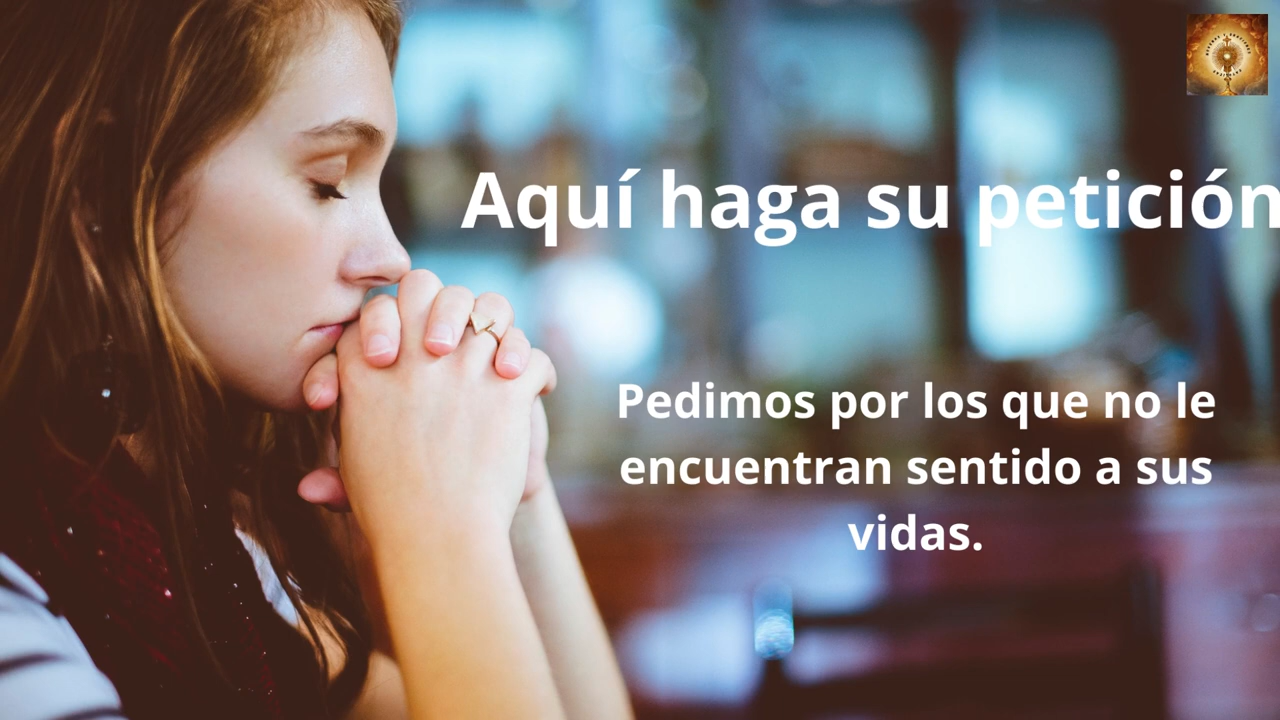 Aquí haga su petición
Pedimos por los que no le
encuentran sentido a sus
vidas.